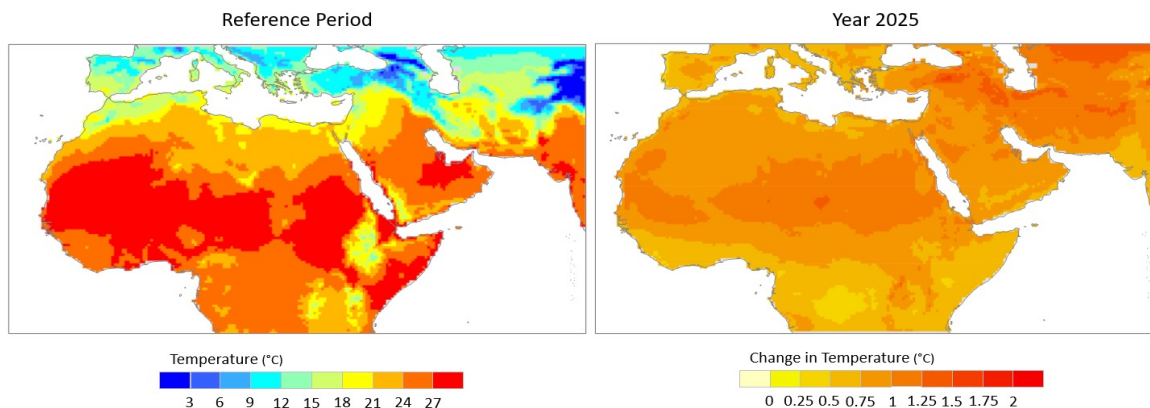 Reference Period
Year 2025
Temperature (°C)
3 6 9 12 15 18 21 24 27
Change in Temperature (°C)
0 0.25 0.5 0.75 1 1.25 1.5 1.75 2